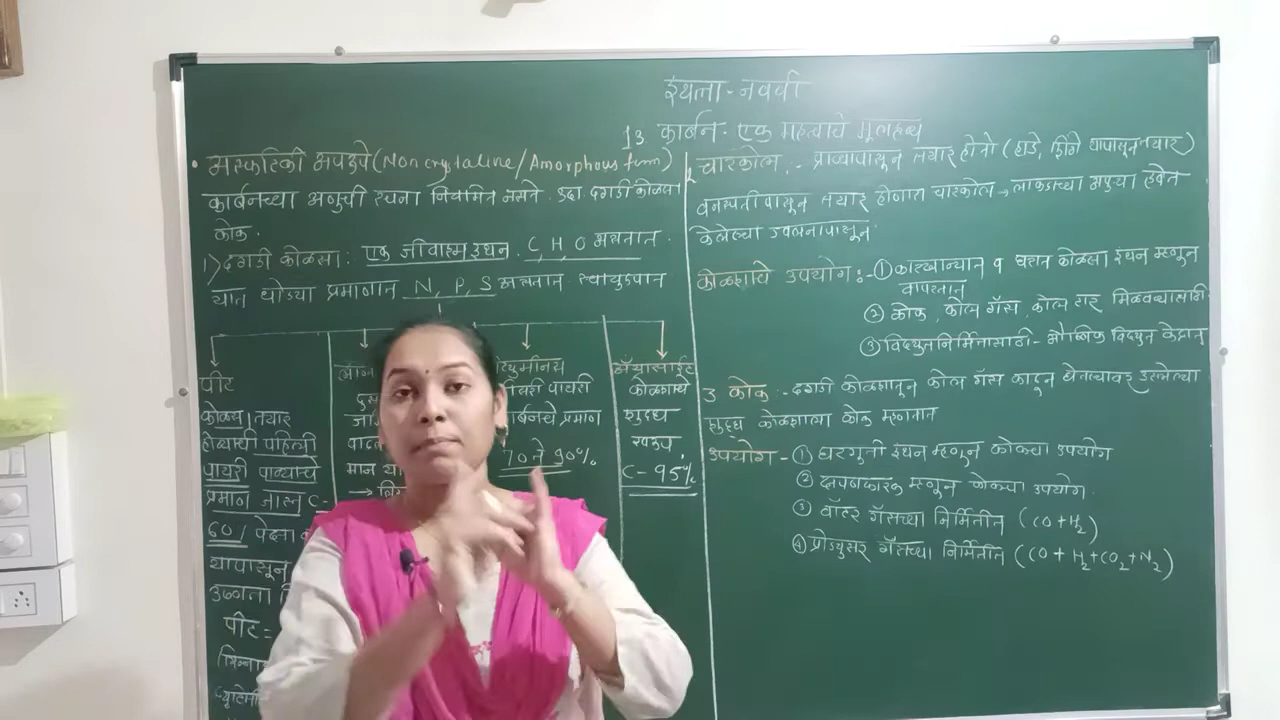 इयत्ता - नववी
13. कार्बन - एक महत्वाचे मूलद्रव्य
• अस्फटिकी अपरुपे (Non crystaline / Amorphous form)
कार्बनच्या अणुंची रचना नियमित नसते. उदा. दगडी कोळसा
कोक.
1) दगडी कोळसा : एक जीवाश्म इंधन. C, H, O असतात.
यात थोड्या प्रमाणात N, P, S असतात स्थायुरुपात
पीट
कोळसा तयार
होण्याची पहिली
पायरी पाण्याचे
प्रमाण जास्त C -
60%
यापासून
उष्णता
पीट =
बिटयुमीनस
तिसरी पायरी
कार्बनचे प्रमाण
70 ते 90%.
अँथ्रासाईट
कोळशाचे
शुद्ध
स्वरुप.
C - 95%
2 चारकोल :- प्राण्यापासून तयार होतो (हाडे, शिंगे यापासून तयार)
वनस्पतीपासून तयार होणारा चारकोल → लाकडाच्या अपुऱ्या हवेत
केलेल्या ज्वलनापासून
कोळशाचे उपयोग :- ① कारखान्यात व घरात कोळसा इंधन म्हणून
वापरतात
② कोक, कोल गॅस, कोल टार मिळवण्यासाठी
③ विद्युतनिर्मितीसाठी - औष्णिक विद्युत केंद्रात
3 कोक :- दगडी कोळशातून कोल गॅस काढून घेतल्यावर उरलेल्या
शुद्ध कोळशाला कोक म्हणतात
उपयोग - ① घरगुती इंधन म्हणून कोकचा उपयोग
② क्षपणकारक म्हणून कोकचा उपयोग.
③ वॉटर गॅसच्या निर्मितीत (CO + H₂)
④ प्रोड्युसर गॅसच्या निर्मितीत (CO + H₂ + CO₂ + N₂)